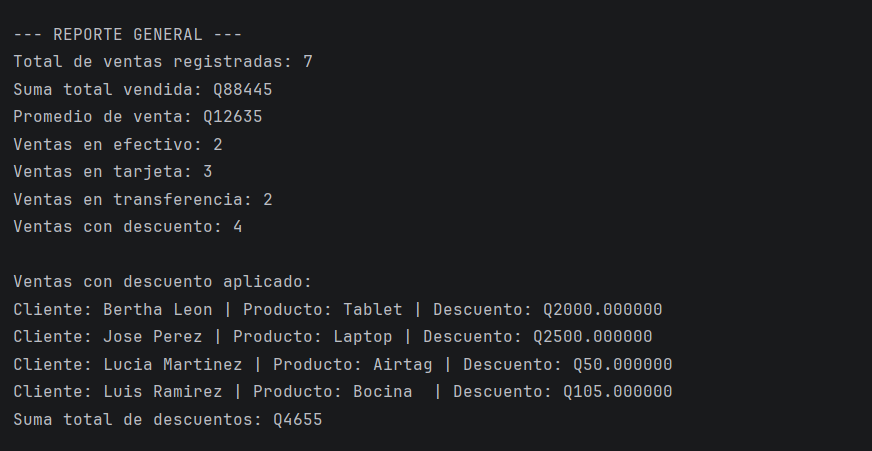 --- REPORTE GENERAL ---
Total de ventas registradas: 7
Suma total vendida: Q88445
Promedio de venta: Q12635
Ventas en efectivo: 2
Ventas en tarjeta: 3
Ventas en transferencia: 2
Ventas con descuento: 4

Ventas con descuento aplicado:
Cliente: Bertha Leon | Producto: Tablet | Descuento: Q2000.000000
Cliente: Jose Perez | Producto: Laptop | Descuento: Q2500.000000
Cliente: Lucia Martinez | Producto: Airtag | Descuento: Q50.000000
Cliente: Luis Ramirez | Producto: Bocina  | Descuento: Q105.000000
Suma total de descuentos: Q4655